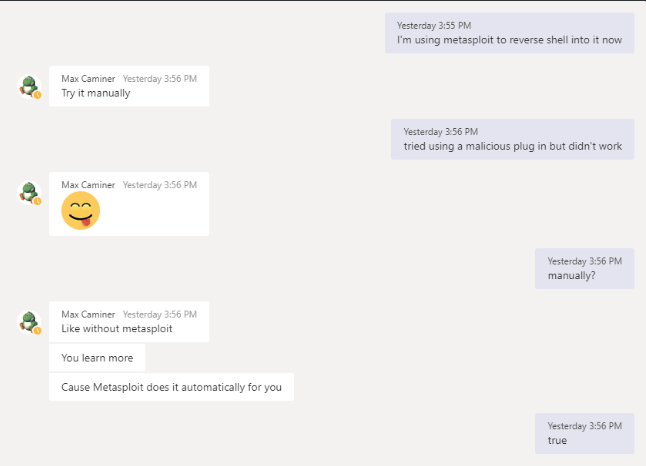 Yesterday 3:55 PM
I'm using metasploit to reverse shell into it now
Max Caminer Yesterday 3:56 PM
Try it manually
Yesterday 3:56 PM
tried using a malicious plug in but didn't work
Max Caminer Yesterday 3:56 PM
Yesterday 3:56 PM
manually?
Max Caminer Yesterday 3:56 PM
Like without metasploit
You learn more
Cause Metasploit does it automatically for you
Yesterday 3:56 PM
true